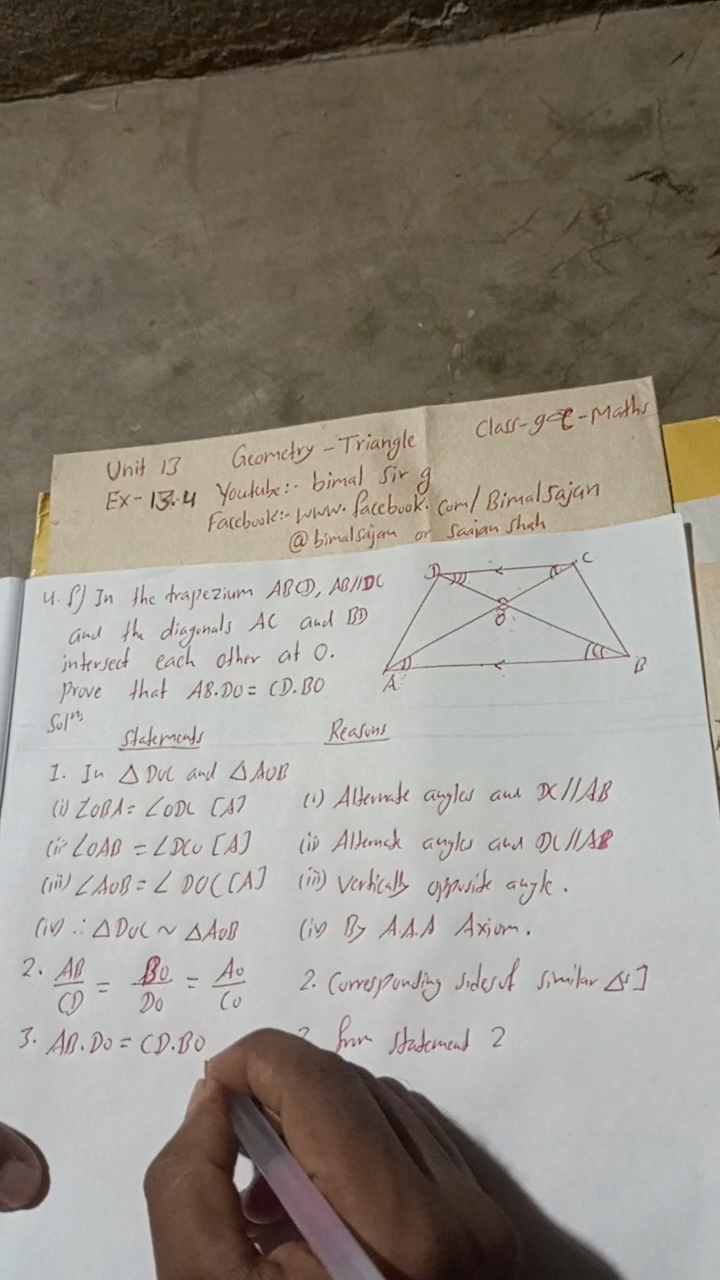 Unit 13 Geometry - Triangle Class - 9 C - Maths
Ex - 13.4 Youtube:- bimal Sir g
Facebook:- www.facebook.com/Bimalsajan
@bimalsajan or Sajan Shah
4. f) In the trapezium ABCD, AB//DC
and the diagonals AC and BD
intersect each other at O.
Prove that AB.DO = CD.BO
D C
O
A B
Solⁿ:
Statements Reasons
1. In △DOC and △AOB
(i) ∠OBA = ∠ODC [A] (i) Alternate angles and DC//AB
(ii) ∠OAB = ∠DCO [A] (ii) Alternate angles and DC//AB
(iii) ∠AOB = ∠DOC [A] (iii) Vertically opposite angle.
(iv) ∴ △DOC ~ △AOB (iv) By A.A.A Axiom.
2. AB/CD = BO/DO = AO/CO 2. Corresponding sides of similar △s]
3. AB.DO = CD.BO from statement 2